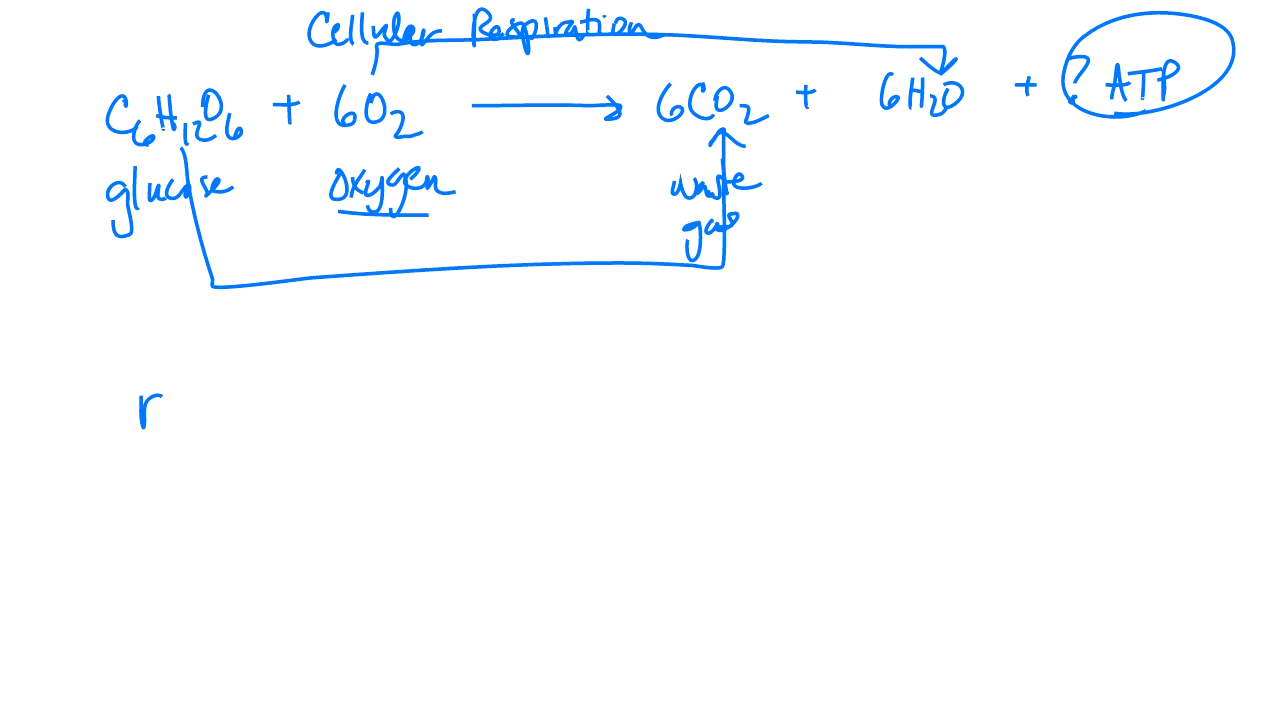 Cellular Respiration
C₆H₁₂O₆ + 6O₂ → 6CO₂ + 6H₂O + ? ATP
glucose oxygen waste
gas
r